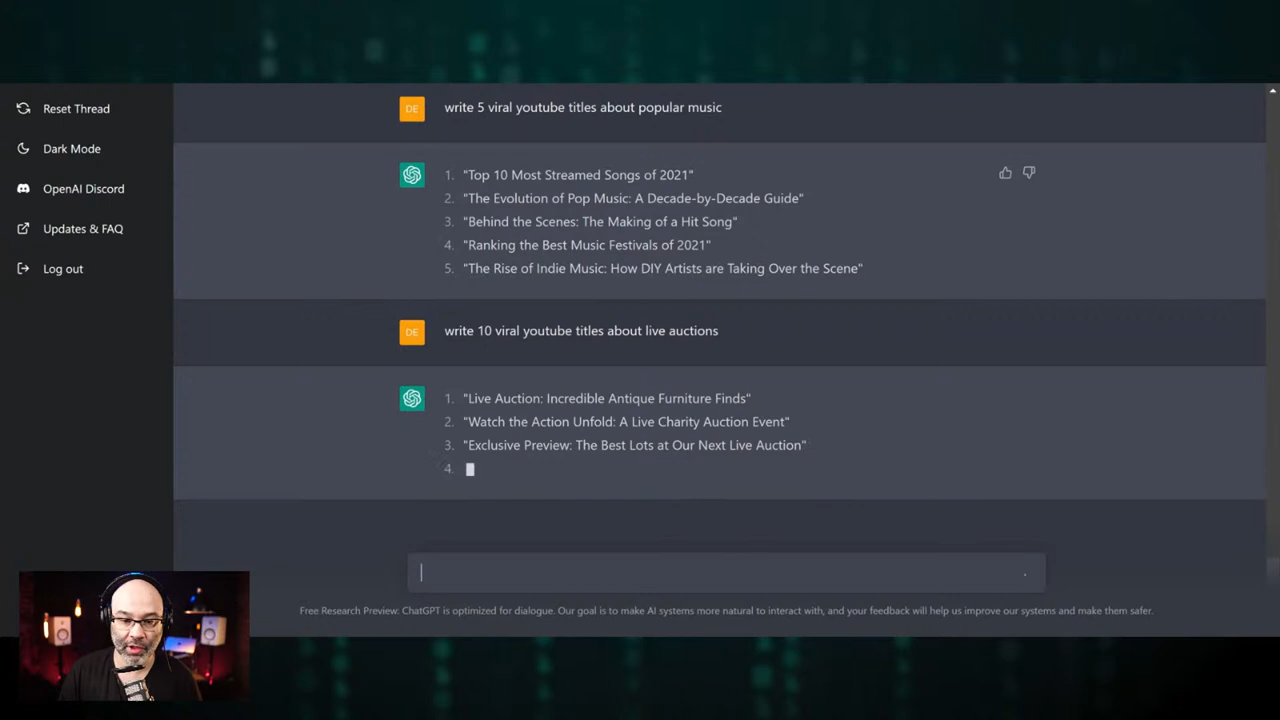 Reset Thread
Dark Mode
OpenAI Discord
Updates & FAQ
Log out
DE
write 5 viral youtube titles about popular music
1. "Top 10 Most Streamed Songs of 2021"
2. "The Evolution of Pop Music: A Decade-by-Decade Guide"
3. "Behind the Scenes: The Making of a Hit Song"
4. "Ranking the Best Music Festivals of 2021"
5. "The Rise of Indie Music: How DIY Artists are Taking Over the Scene"
DE
write 10 viral youtube titles about live auctions
1. "Live Auction: Incredible Antique Furniture Finds"
2. "Watch the Action Unfold: A Live Charity Auction Event"
3. "Exclusive Preview: The Best Lots at Our Next Live Auction"
4.
Free Research Preview: ChatGPT is optimized for dialogue. Our goal is to make AI systems more natural to interact with, and your feedback will help us improve our systems and make them safer.